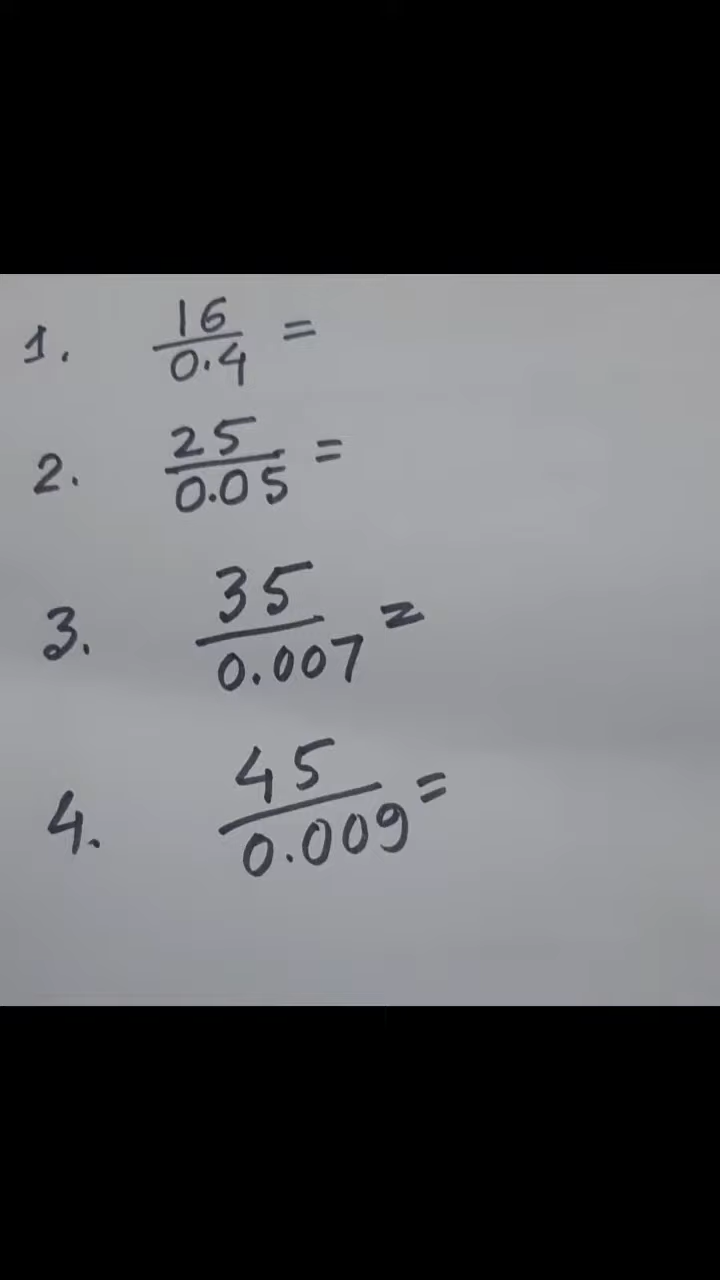 1. 16/0.4 =
2. 25/0.05 =
3. 35/0.007 =
4. 45/0.009 =